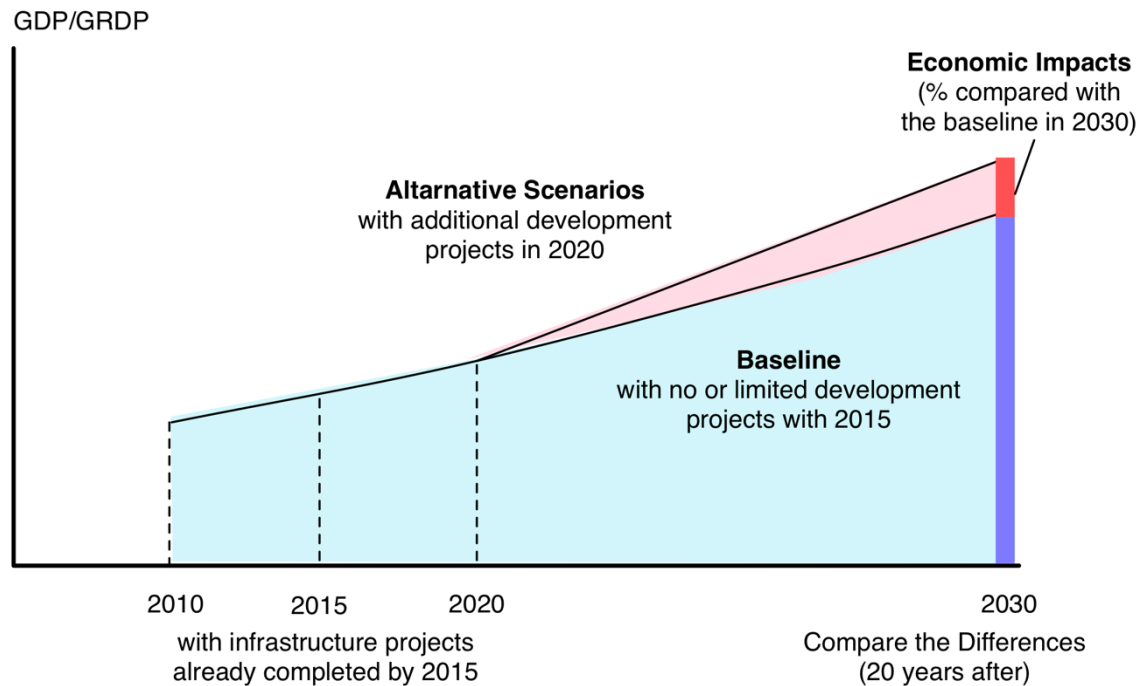 GDP/GRDP
Economic Impacts
(% compared with
the baseline in 2030)
Altarnative Scenarios
with additional development
projects in 2020
Baseline
with no or limited development
projects with 2015
2010
2015
2020
2030
with infrastructure projects
already completed by 2015
Compare the Differences
(20 years after)